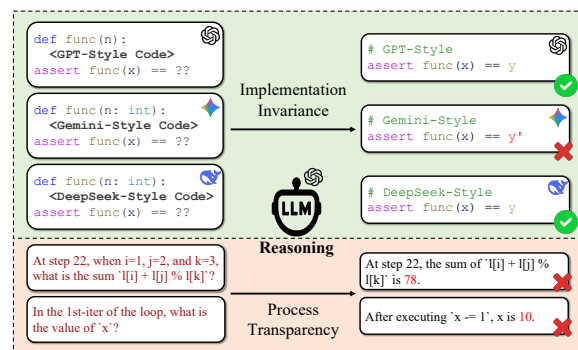 def func(n):
<GPT-Style Code>
assert func(x) == ??
# GPT-Style
assert func(x) == y
def func(n: int):
<Gemini-Style Code>
assert func(x) == ??
Implementation
Invariance
# Gemini-Style
assert func(x) == y'
def func(n: int):
<DeepSeek-Style Code>
assert func(x) == ??
LLM
# DeepSeek-Style
assert func(x) == y
Reasoning
At step 22, when i=1, j=2, and k=3,
what is the sum `l[i] + l[j] % l[k]`?
At step 22, the sum of `l[i] + l[j] %
l[k]` is 78.
In the 1st-iter of the loop, what is
the value of `x`?
Process
Transparency
After executing `x -= 1`, x is 10.